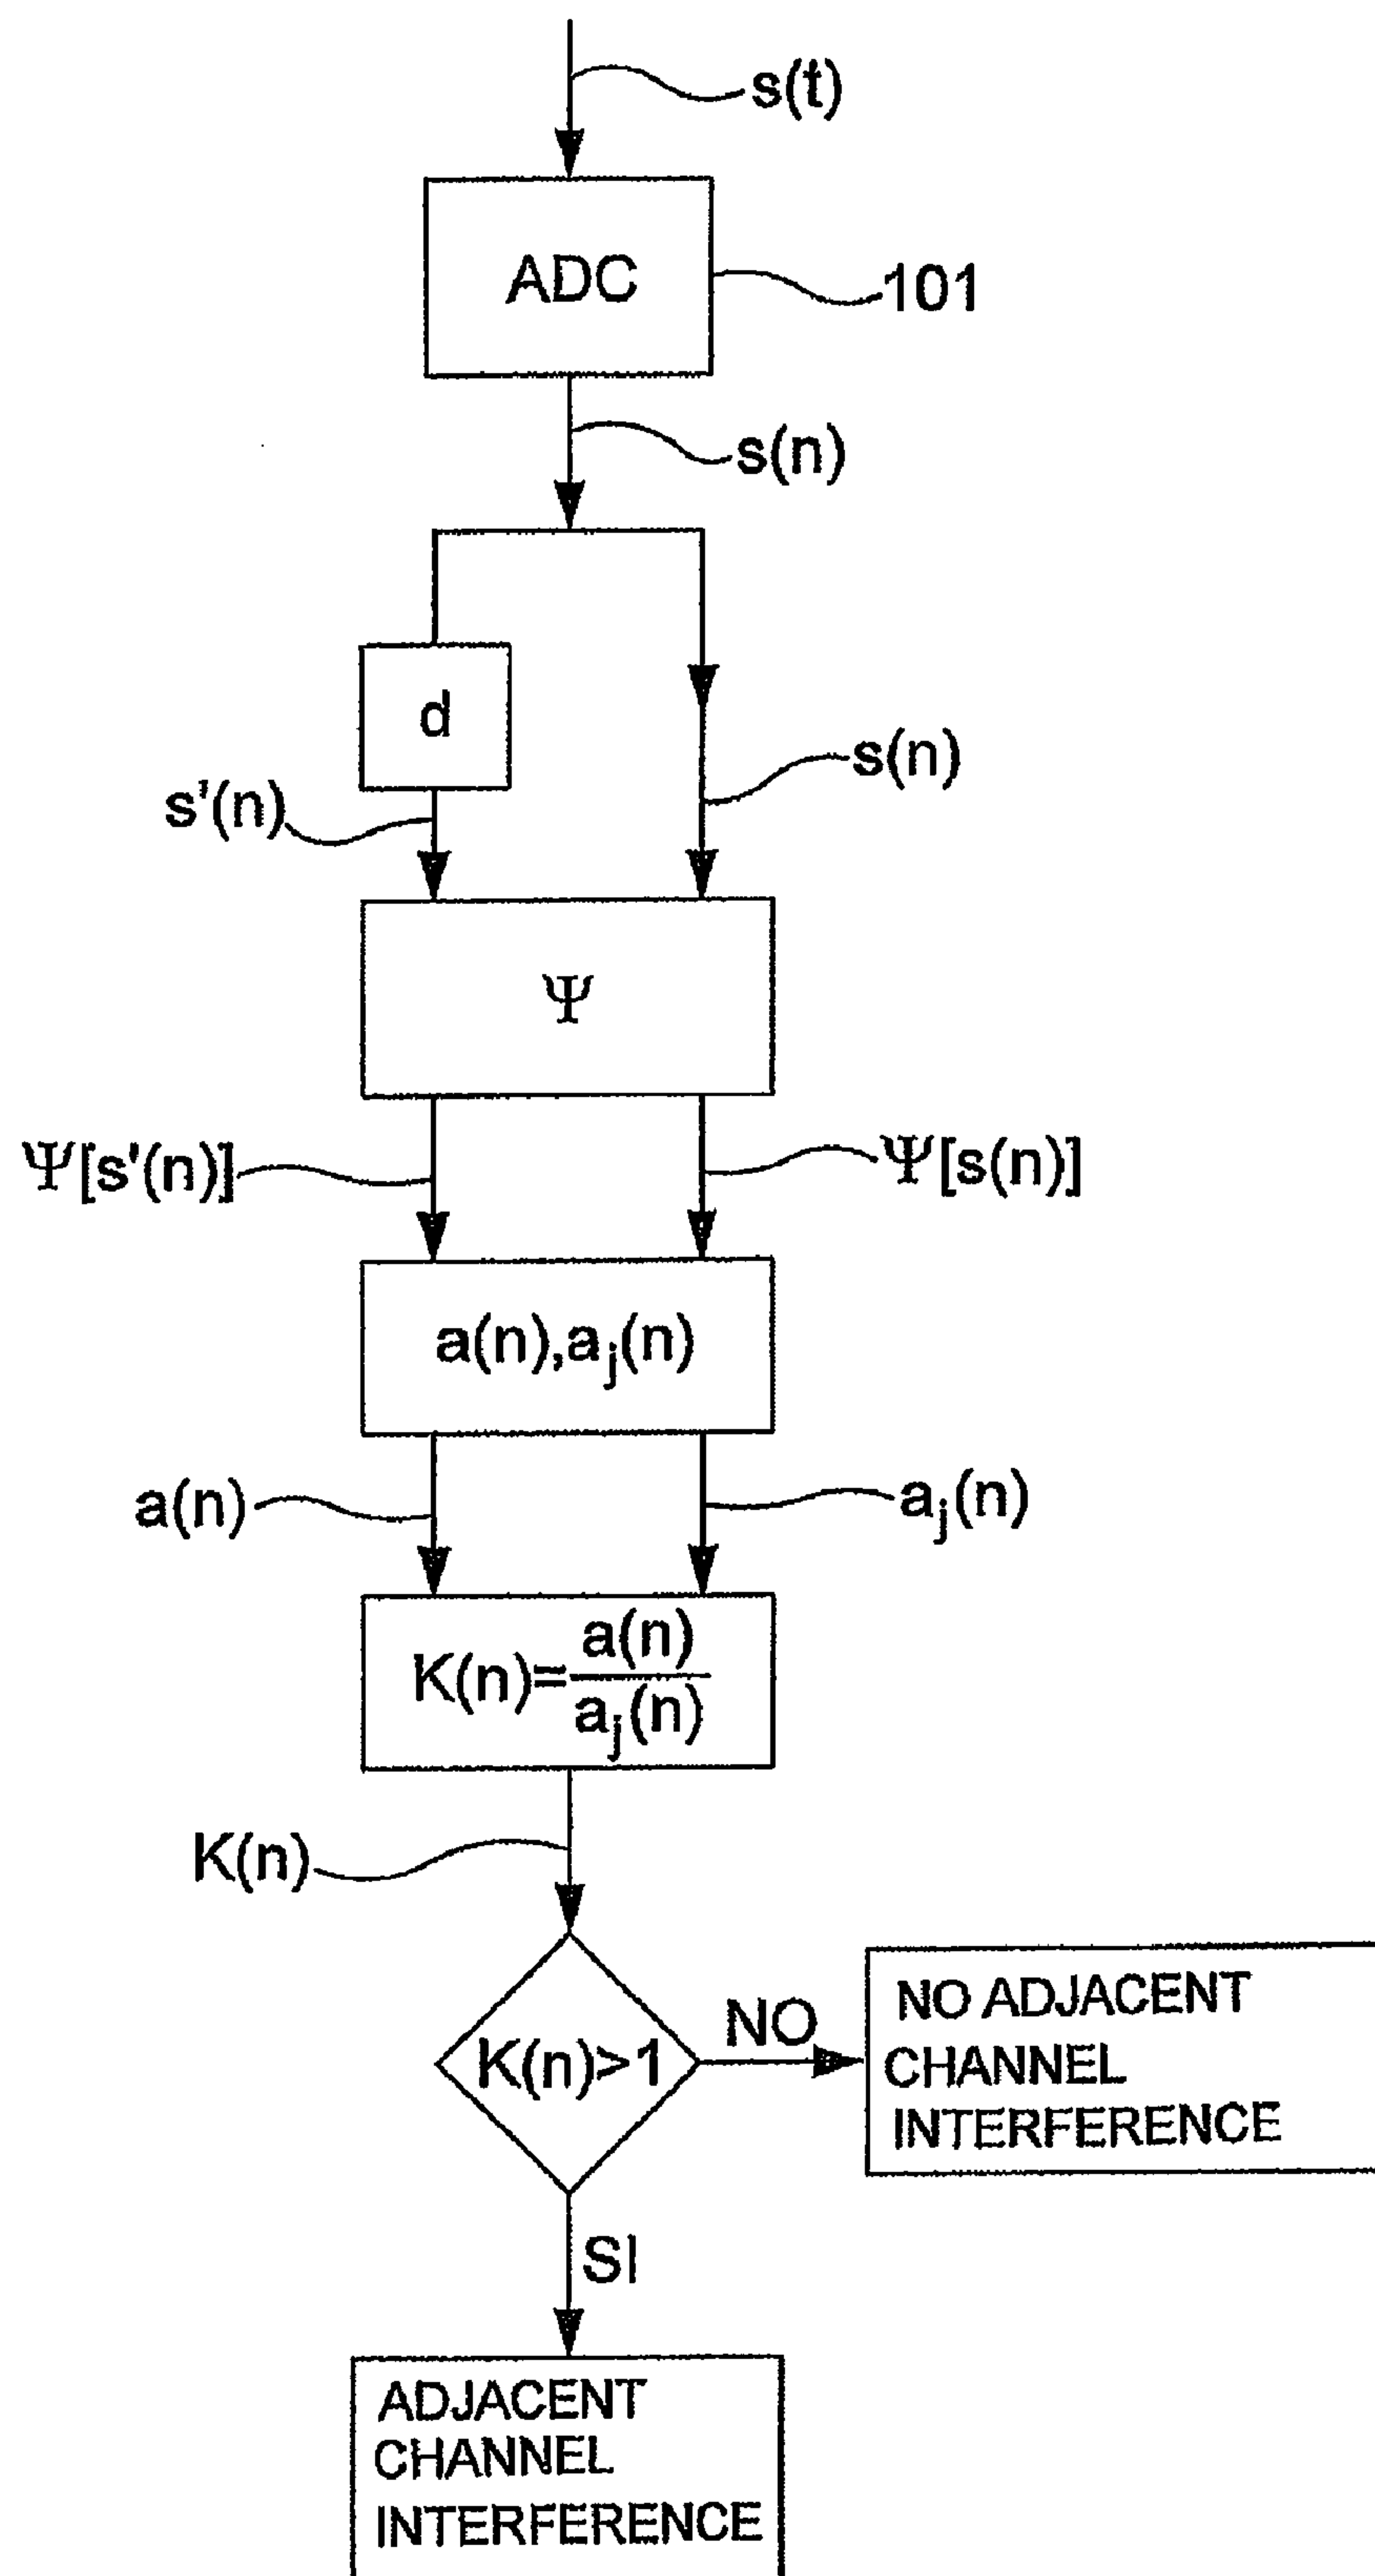 s(t)
ADC
101
s(n)
d
s(n)
s'(n)
Ψ
Ψ[s'(n)]
Ψ[s(n)]
a(n),aj(n)
a(n)
aj(n)
K(n)=a(n)/aj(n)
K(n)
K(n)>1
NO
NO ADJACENT
CHANNEL
INTERFERENCE
SI
ADJACENT
CHANNEL
INTERFERENCE